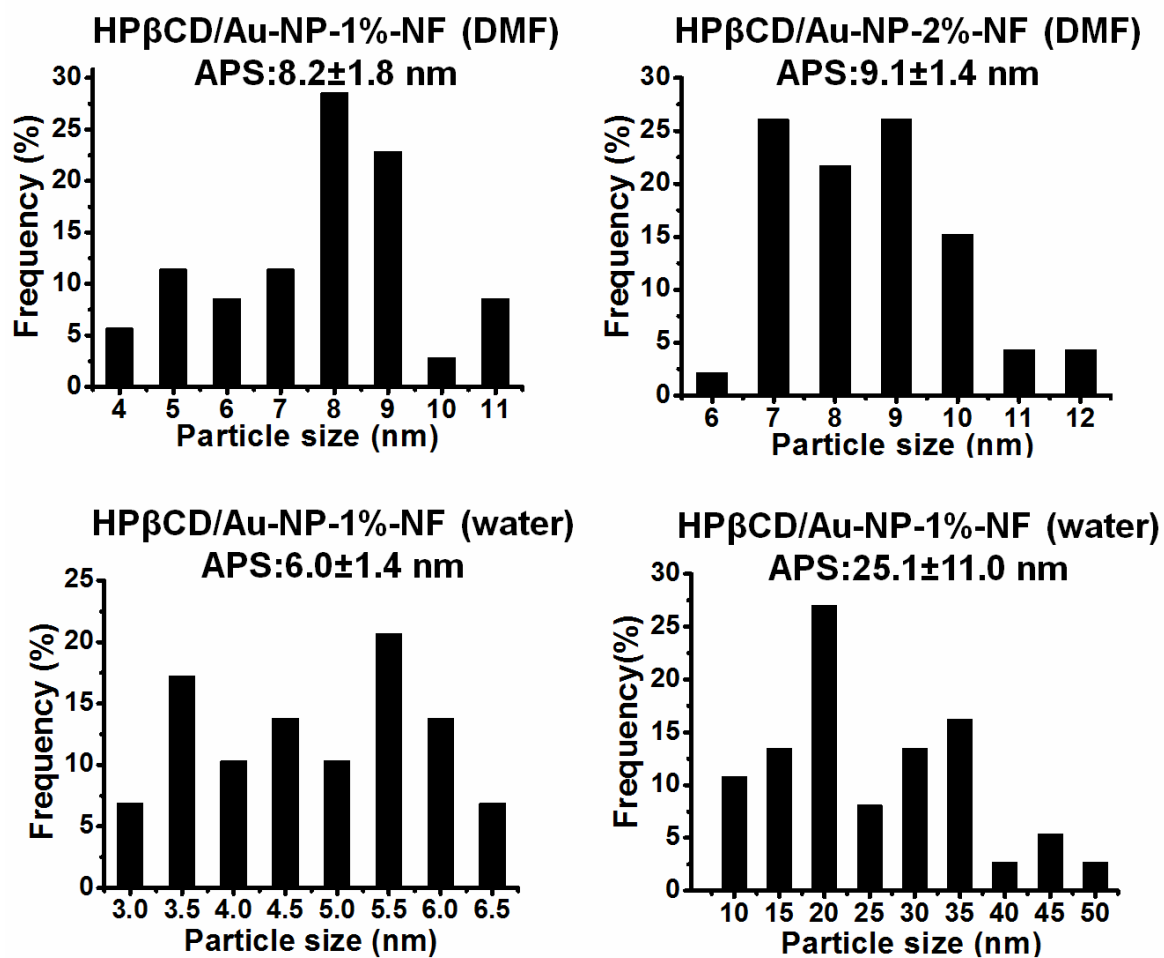 HPβCD/Au-NP-1%-NF (DMF)
APS:8.2±1.8 nm
30
25
20
15
10
5
0
Frequency (%)
4 5 6 7 8 9 10 11
Particle size (nm)
HPβCD/Au-NP-2%-NF (DMF)
APS:9.1±1.4 nm
30
25
20
15
10
5
0
Frequency (%)
6 7 8 9 10 11 12
Particle size (nm)
HPβCD/Au-NP-1%-NF (water)
APS:6.0±1.4 nm
25
20
15
10
5
0
Frequency (%)
3.0 3.5 4.0 4.5 5.0 5.5 6.0 6.5
Particle size (nm)
HPβCD/Au-NP-1%-NF (water)
APS:25.1±11.0 nm
30
25
20
15
10
5
0
Frequency(%)
10 15 20 25 30 35 40 45 50
Particle size (nm)